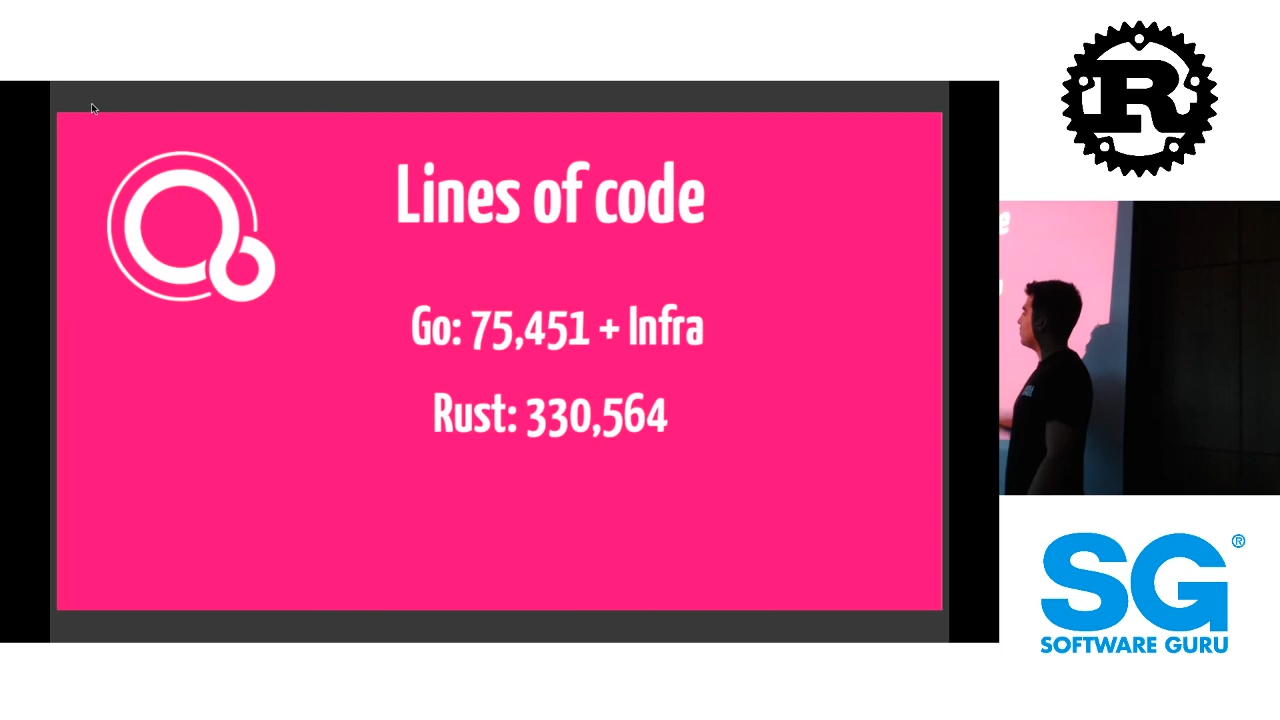 Lines of code
Go: 75,451 + Infra
Rust: 330,564
R
SG®
SOFTWARE GURU